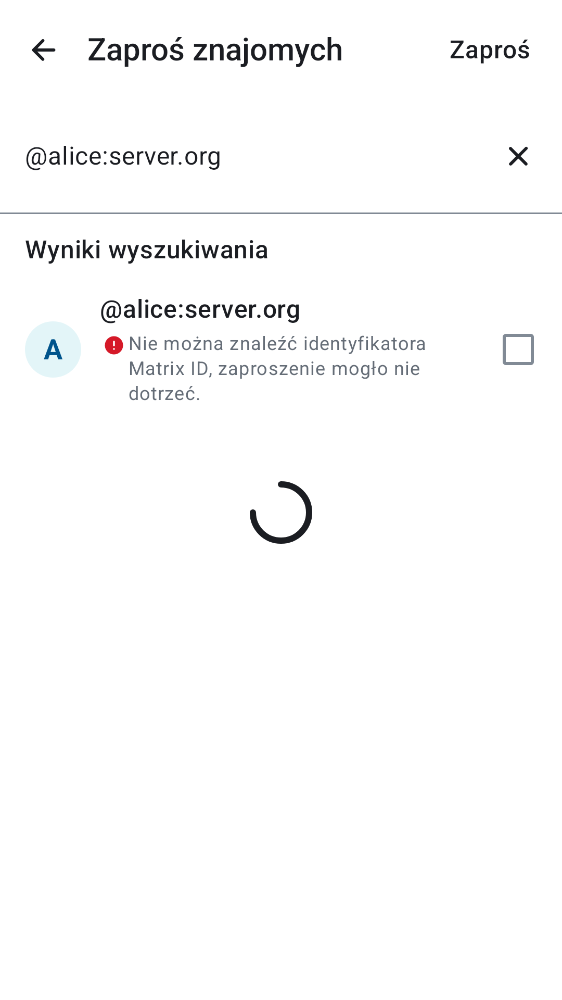 Zaproś znajomych
Zaproś
@alice:server.org
Wyniki wyszukiwania
A
@alice:server.org
Nie można znaleźć identyfikatora
Matrix ID, zaproszenie mogło nie
dotrzeć.